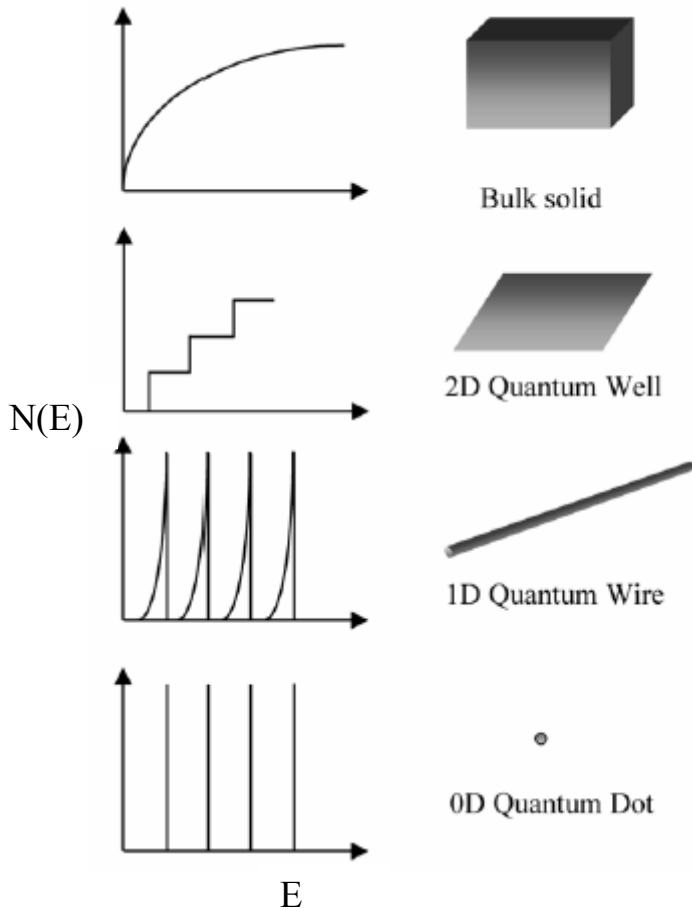 Bulk solid
2D Quantum Well
N(E)
1D Quantum Wire
0D Quantum Dot
E